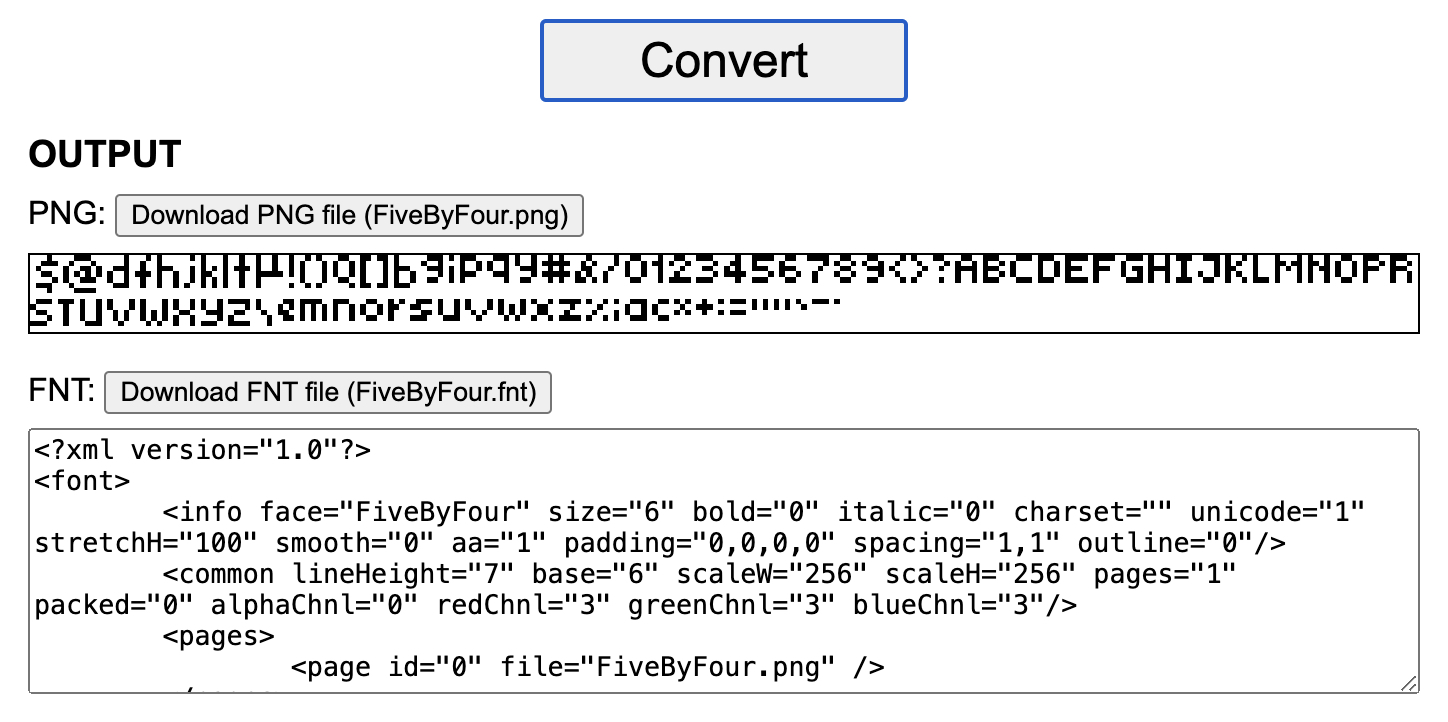 Convert
OUTPUT
PNG: Download PNG file (FiveByFour.png)
$@dfhjkltµ!()Q[]bgipqy#&/0123456789<>?ABCDEFGHIJKLMNOPR
STUVWXYZ\emnorsuvwxz%;acx+:="
FNT: Download FNT file (FiveByFour.fnt)
<?xml version="1.0"?>
<font>
<info face="FiveByFour" size="6" bold="0" italic="0" charset="" unicode="1"
stretchH="100" smooth="0" aa="1" padding="0,0,0,0" spacing="1,1" outline="0"/>
<common lineHeight="7" base="6" scaleW="256" scaleH="256" pages="1"
packed="0" alphaChnl="0" redChnl="3" greenChnl="3" blueChnl="3"/>
<pages>
<page id="0" file="FiveByFour.png" />